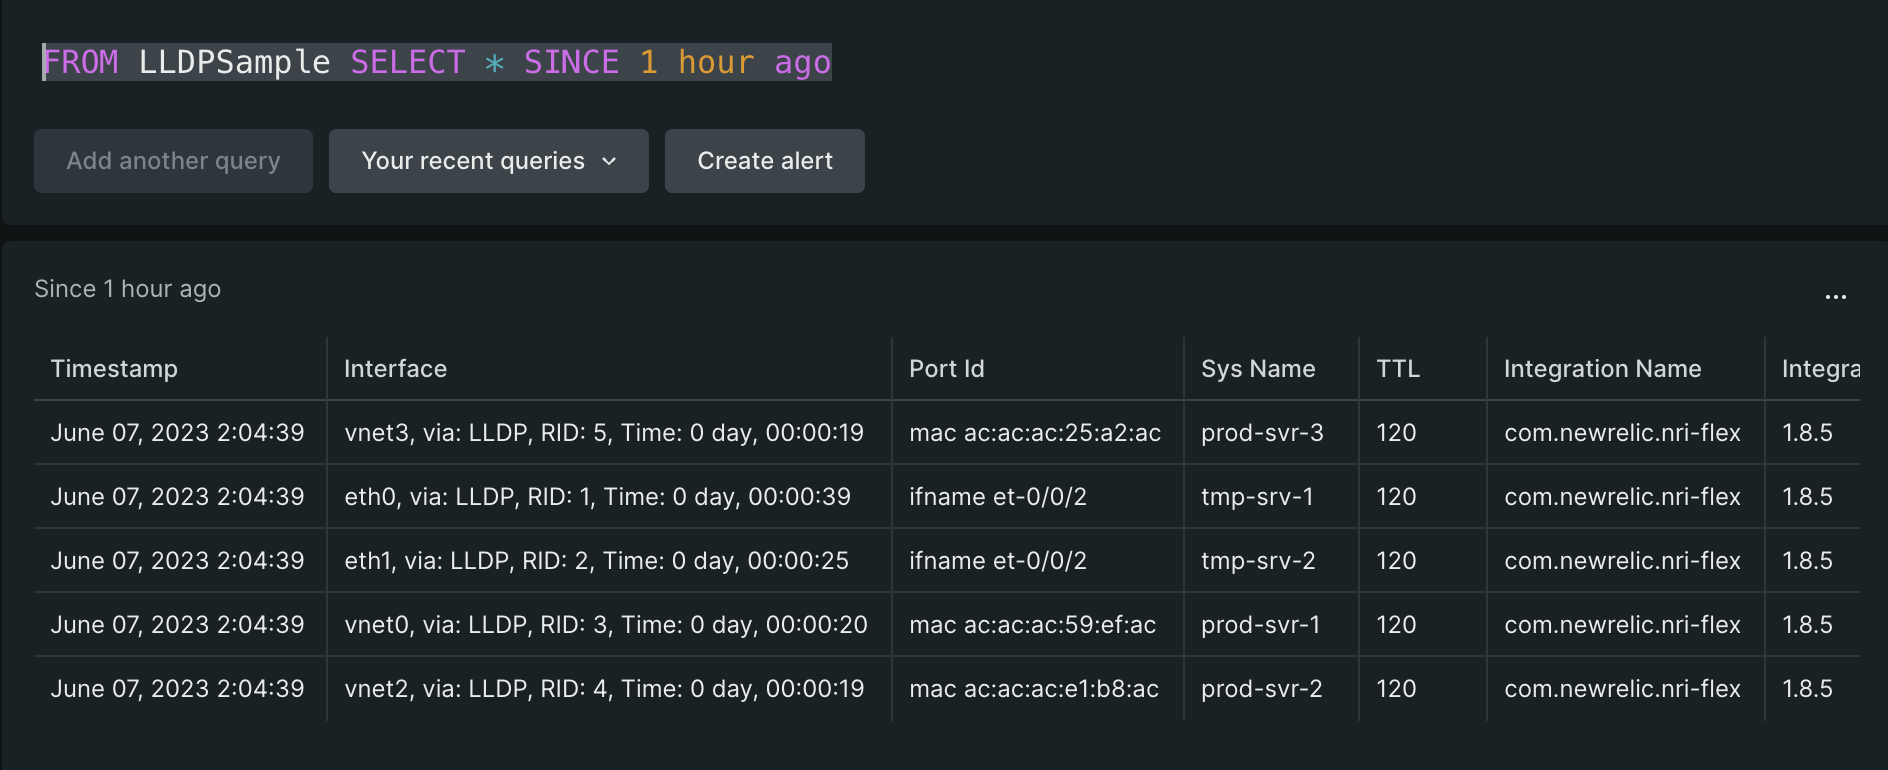 FROM LLDPSample SELECT * SINCE 1 hour ago
Add another query Your recent queries Create alert
Since 1 hour ago ...
Timestamp Interface Port Id Sys Name TTL Integration Name Integra
June 07, 2023 2:04:39 vnet3, via: LLDP, RID: 5, Time: 0 day, 00:00:19 mac ac:ac:ac:25:a2:ac prod-svr-3 120 com.newrelic.nri-flex 1.8.5
June 07, 2023 2:04:39 eth0, via: LLDP, RID: 1, Time: 0 day, 00:00:39 ifname et-0/0/2 tmp-srv-1 120 com.newrelic.nri-flex 1.8.5
June 07, 2023 2:04:39 eth1, via: LLDP, RID: 2, Time: 0 day, 00:00:25 ifname et-0/0/2 tmp-srv-2 120 com.newrelic.nri-flex 1.8.5
June 07, 2023 2:04:39 vnet0, via: LLDP, RID: 3, Time: 0 day, 00:00:20 mac ac:ac:ac:59:ef:ac prod-svr-1 120 com.newrelic.nri-flex 1.8.5
June 07, 2023 2:04:39 vnet2, via: LLDP, RID: 4, Time: 0 day, 00:00:19 mac ac:ac:ac:e1:b8:ac prod-svr-2 120 com.newrelic.nri-flex 1.8.5